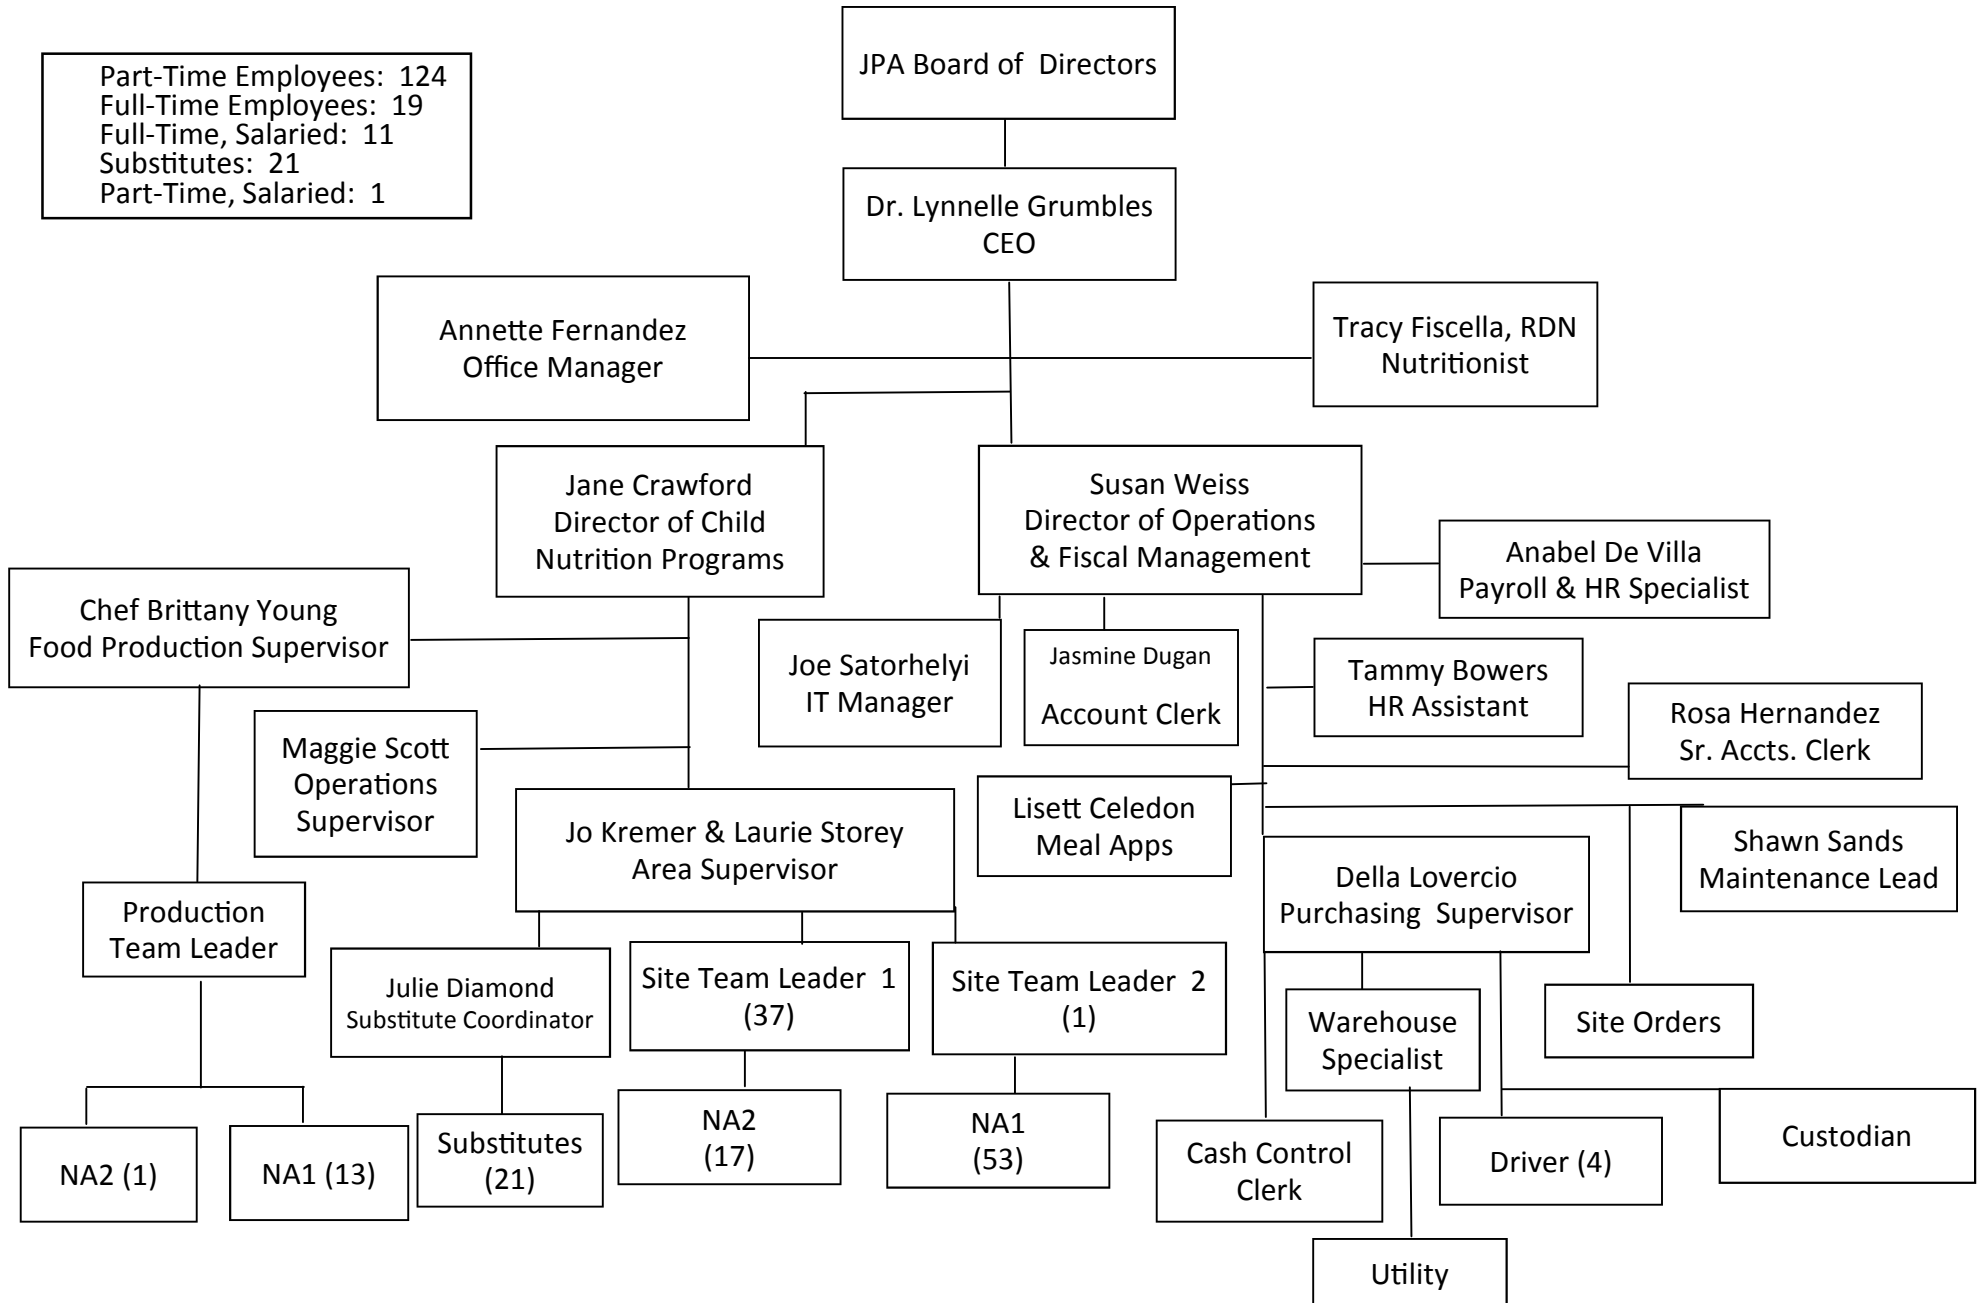 Part-Time Employees: 124
Full-Time Employees: 19
Full-Time, Salaried: 11
Substitutes: 21
Part-Time, Salaried: 1
JPA Board of Directors
Dr. Lynnelle Grumbles
CEO
Annette Fernandez
Office Manager
Tracy Fiscella, RDN
Nutritionist
Jane Crawford
Director of Child
Nutrition Programs
Susan Weiss
Director of Operations
& Fiscal Management
Anabel De Villa
Payroll & HR Specialist
Chef Brittany Young
Food Production Supervisor
Joe Satorhelyi
IT Manager
Jasmine Dugan
Account Clerk
Tammy Bowers
HR Assistant
Rosa Hernandez
Sr. Accts. Clerk
Maggie Scott
Operations
Supervisor
Jo Kremer & Laurie Storey
Area Supervisor
Lisett Celedon
Meal Apps
Shawn Sands
Maintenance Lead
Della Lovercio
Purchasing Supervisor
Production
Team Leader
Julie Diamond
Substitute Coordinator
Site Team Leader 1
(37)
Site Team Leader 2
(1)
Warehouse
Specialist
Site Orders
NA2 (1)
NA1 (13)
Substitutes
(21)
NA2
(17)
NA1
(53)
Cash Control
Clerk
Driver (4)
Custodian
Utility